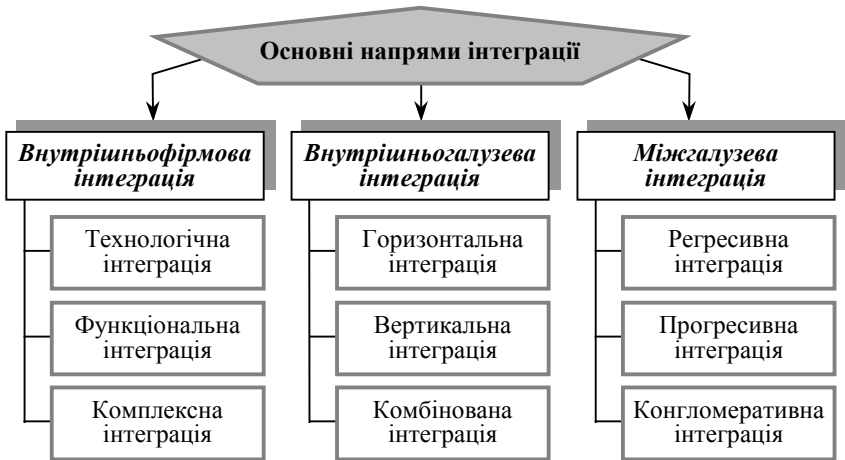 Основні напрями інтеграції
Внутрішньофірмова
інтеграція
Технологічна
інтеграція
Функціональна
інтеграція
Комплексна
інтеграція
Внутрішньогалузева
інтеграція
Горизонтальна
інтеграція
Вертикальна
інтеграція
Комбінована
інтеграція
Міжгалузева
інтеграція
Регресивна
інтеграція
Прогресивна
інтеграція
Конгломеративна
інтеграція